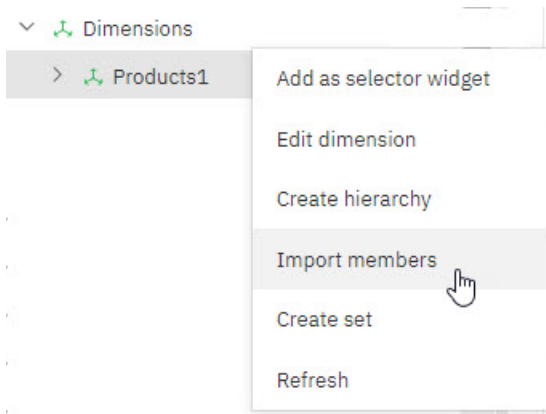 Dimensions
Products1
Add as selector widget
Edit dimension
Create hierarchy
Import members
Create set
Refresh